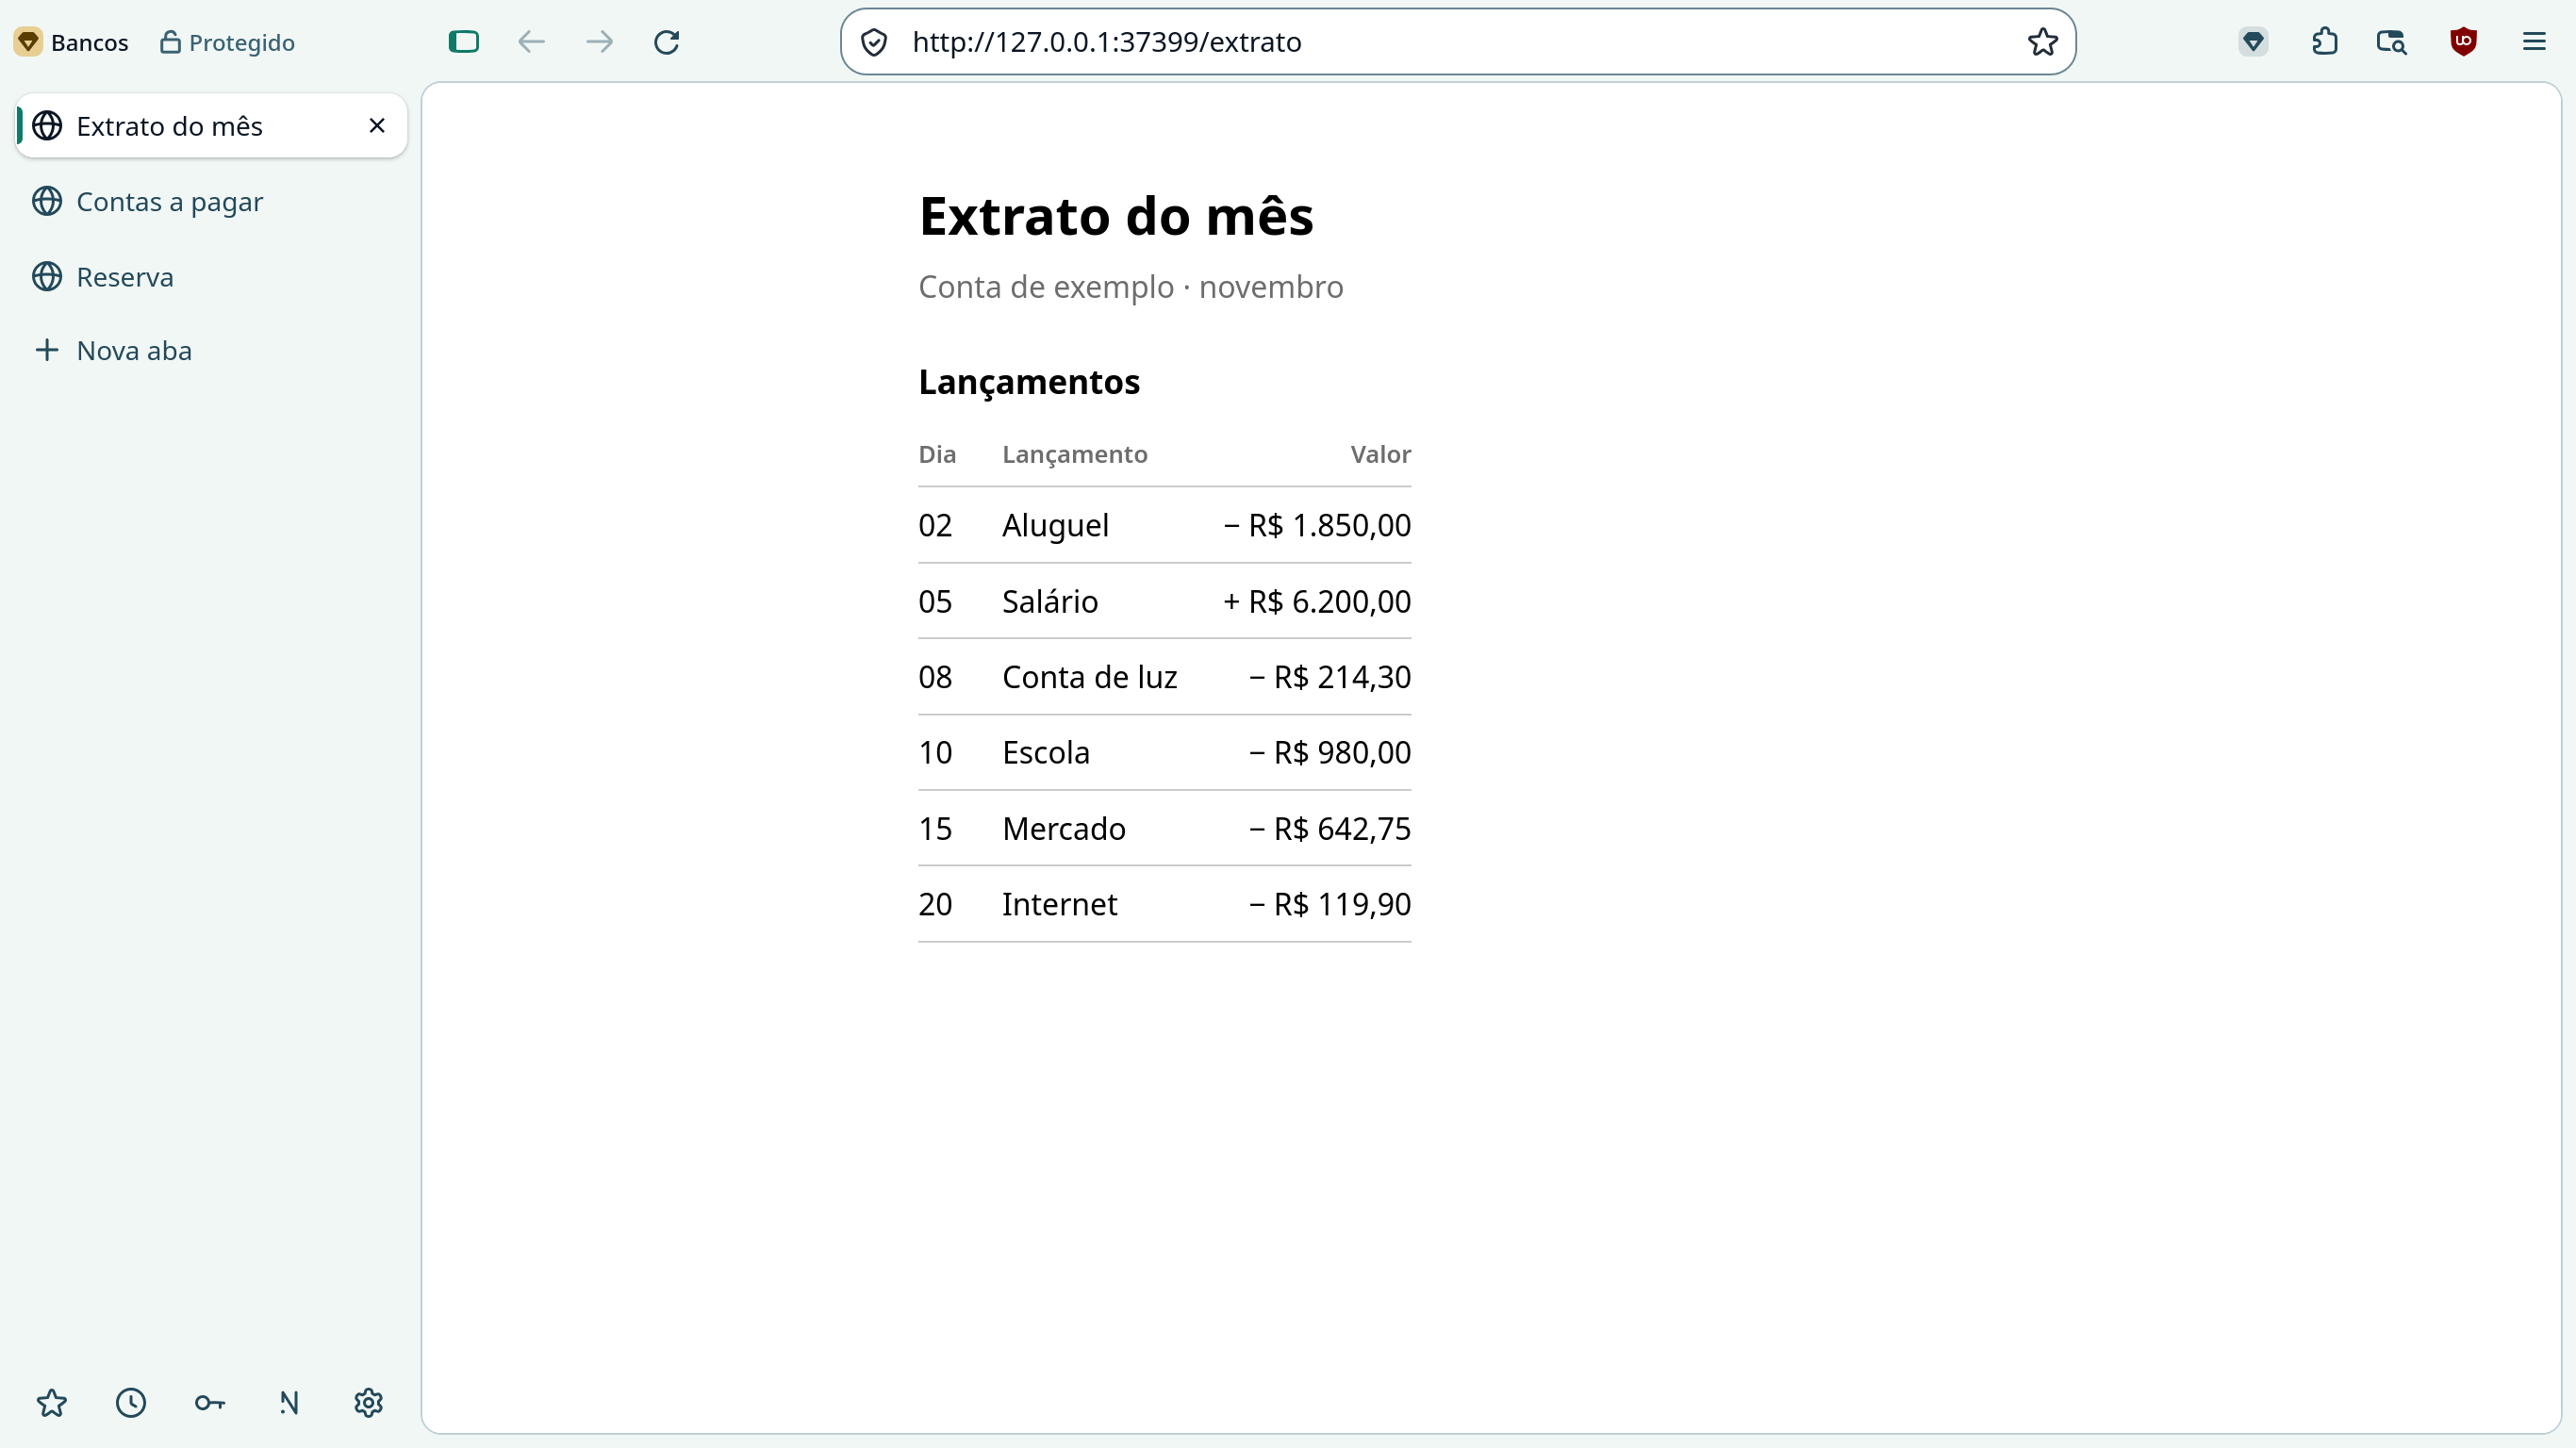 Bancos
Protegido
http://127.0.0.1:37399/extrato
Extrato do mês
Contas a pagar
Reserva
Nova aba
Extrato do mês
Conta de exemplo · novembro
Lançamentos
Dia Lançamento Valor
02 Aluguel − R$ 1.850,00
05 Salário + R$ 6.200,00
08 Conta de luz − R$ 214,30
10 Escola − R$ 980,00
15 Mercado − R$ 642,75
20 Internet − R$ 119,90